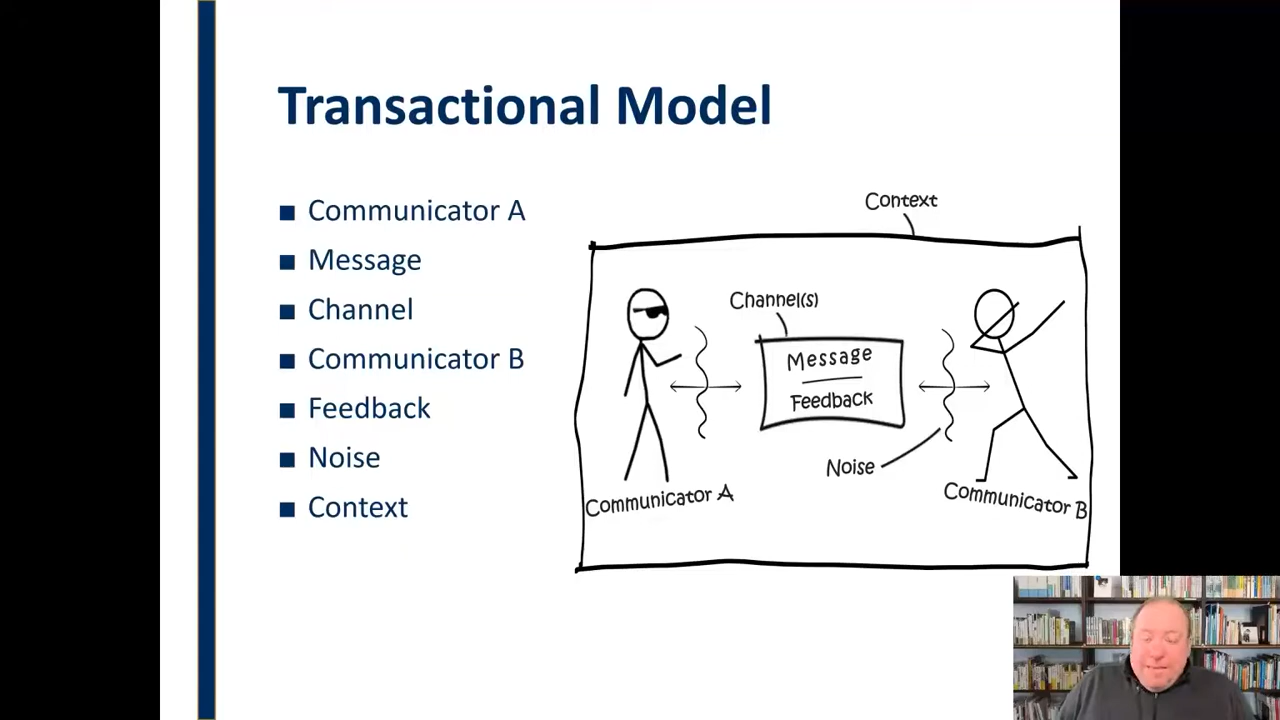 Transactional Model
Communicator A
Message
Channel
Communicator B
Feedback
Noise
Context
Context
Channel(s)
Message
Feedback
Noise
Communicator A
Communicator B